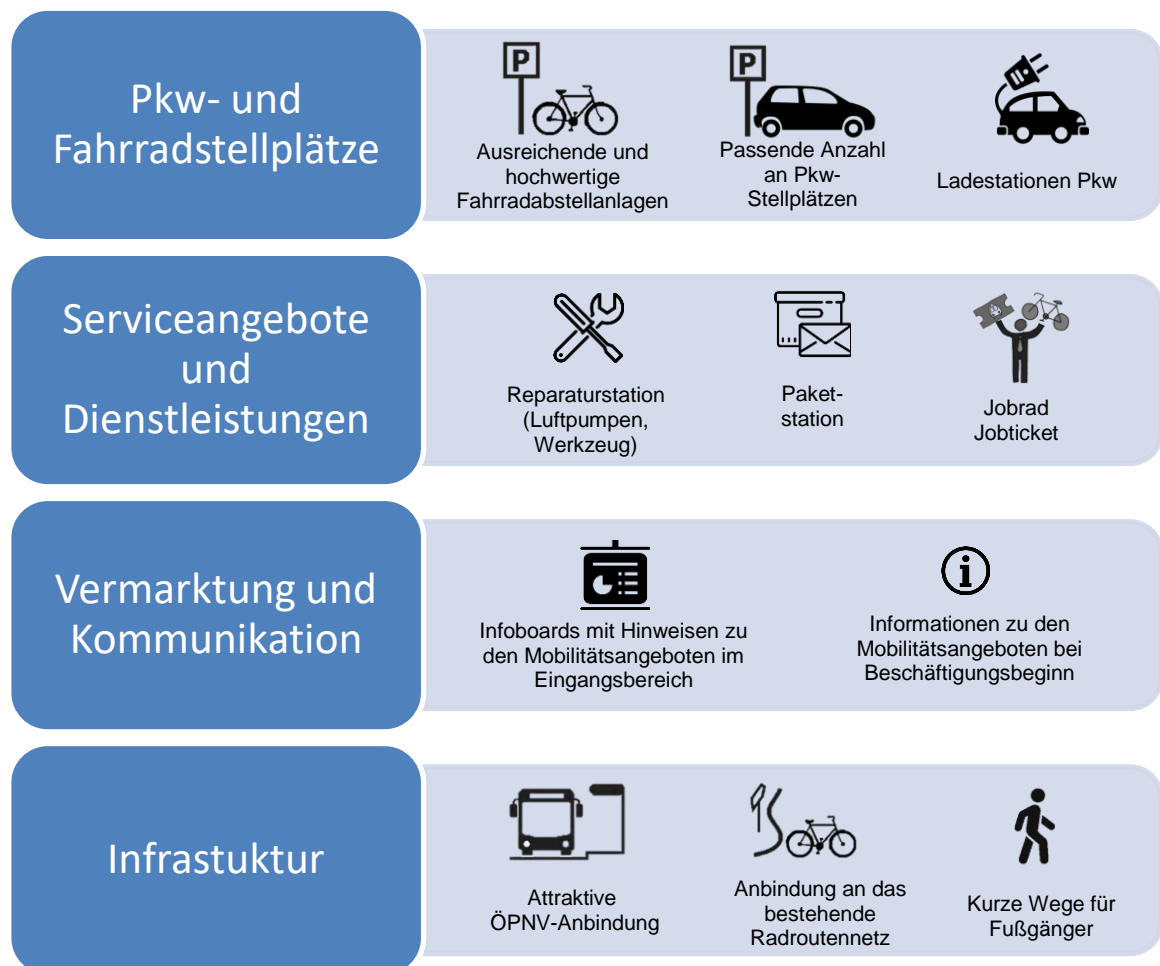 Pkw- und
Fahrradstellplätze
P
Ausreichende und
hochwertige
Fahrradabstellanlagen
P
Passende Anzahl
an Pkw-
Stellplätzen
Ladestationen Pkw
Serviceangebote
und
Dienstleistungen
Reparaturstation
(Luftpumpen,
Werkzeug)
Paket-
station
Jobrad
Jobticket
Vermarktung und
Kommunikation
Infoboards mit Hinweisen zu
den Mobilitätsangeboten im
Eingangsbereich
i
Informationen zu den
Mobilitätsangeboten bei
Beschäftigungsbeginn
Infrastuktur
Attraktive
ÖPNV-Anbindung
Anbindung an das
bestehende
Radroutennetz
Kurze Wege für
Fußgänger